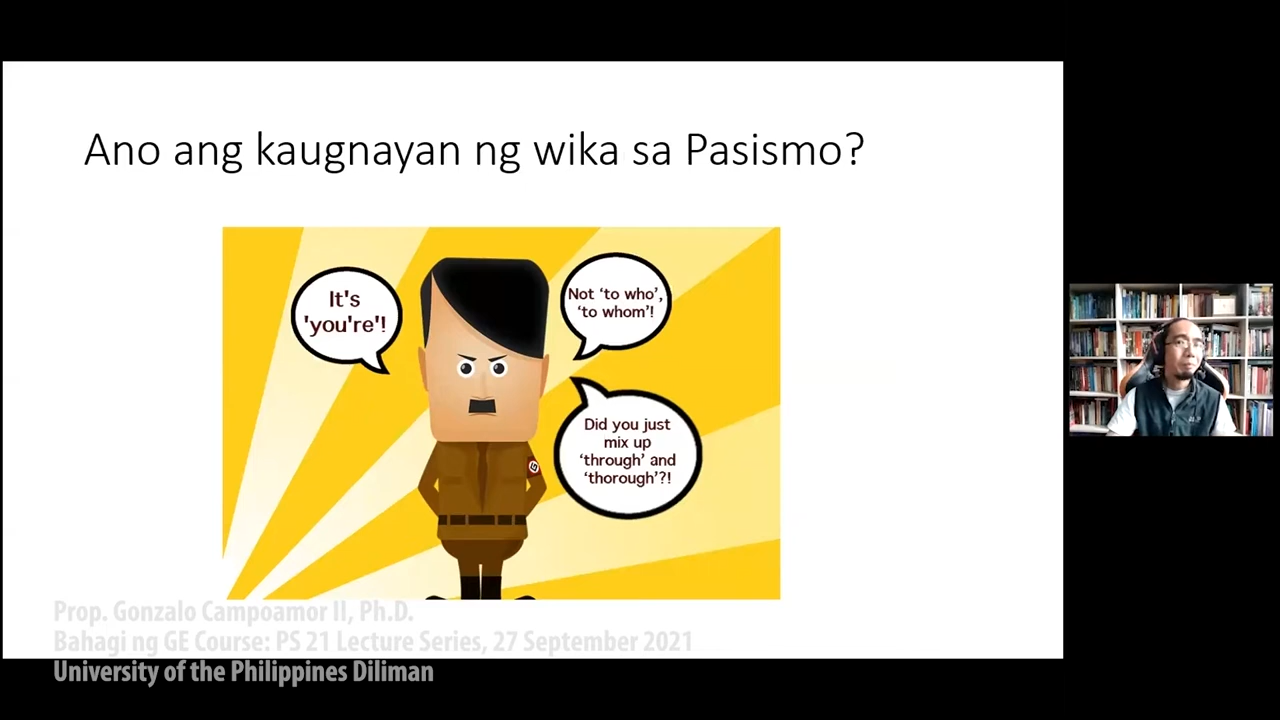 Ano ang kaugnayan ng wika sa Pasismo?
It's
'you're'!
Not 'to who',
'to whom'!
Did you just
mix up
'through' and
'thorough'?!
Prop. Gonzalo Campoamor II, Ph.D.
Bahagi ng GE Course: PS 21 Lecture Series, 27 September 2021
University of the Philippines Diliman